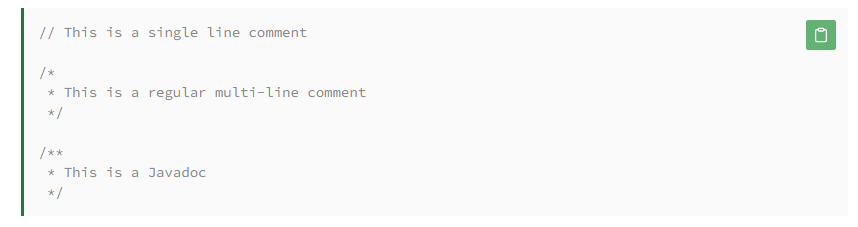 // This is a single line comment
/*
 * This is a regular multi-line comment
 */
/**
 * This is a Javadoc
 */